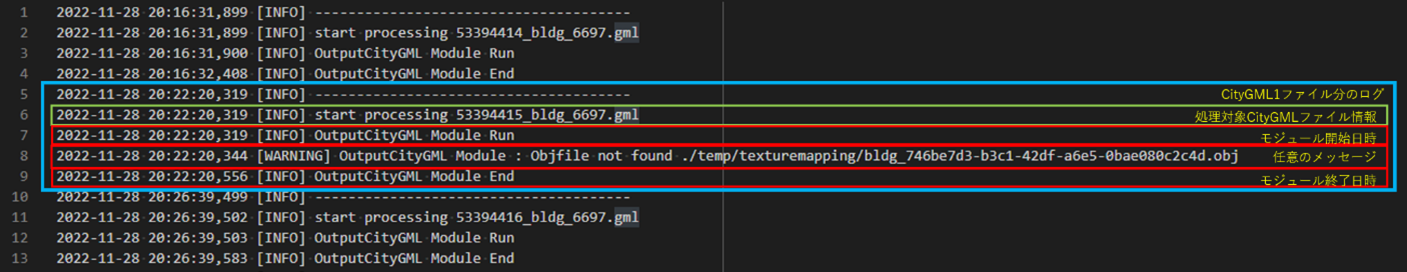 1 2022-11-28 20:16:31,899 [INFO] --------------------------------------
2 2022-11-28 20:16:31,899 [INFO] start processing 53394414_bldg_6697.gml
3 2022-11-28 20:16:31,900 [INFO] OutputCityGML Module Run
4 2022-11-28 20:16:32,408 [INFO] OutputCityGML Module End
5 2022-11-28 20:22:20,319 [INFO] -------------------------------------- CityGML1ファイル分のログ
6 2022-11-28 20:22:20,319 [INFO] start processing 53394415_bldg_6697.gml 処理対象CityGMLファイル情報
7 2022-11-28 20:22:20,319 [INFO] OutputCityGML Module Run モジュール開始日時
8 2022-11-28 20:22:20,344 [WARNING] OutputCityGML Module : Objfile not found ./temp/texturemapping/bldg_746be7d3-b3c1-42df-a6e5-0bae080c2c4d.obj 任意のメッセージ
9 2022-11-28 20:22:20,556 [INFO] OutputCityGML Module End モジュール終了日時
10 2022-11-28 20:26:39,499 [INFO] --------------------------------------
11 2022-11-28 20:26:39,502 [INFO] start processing 53394416_bldg_6697.gml
12 2022-11-28 20:26:39,503 [INFO] OutputCityGML Module Run
13 2022-11-28 20:26:39,583 [INFO] OutputCityGML Module End